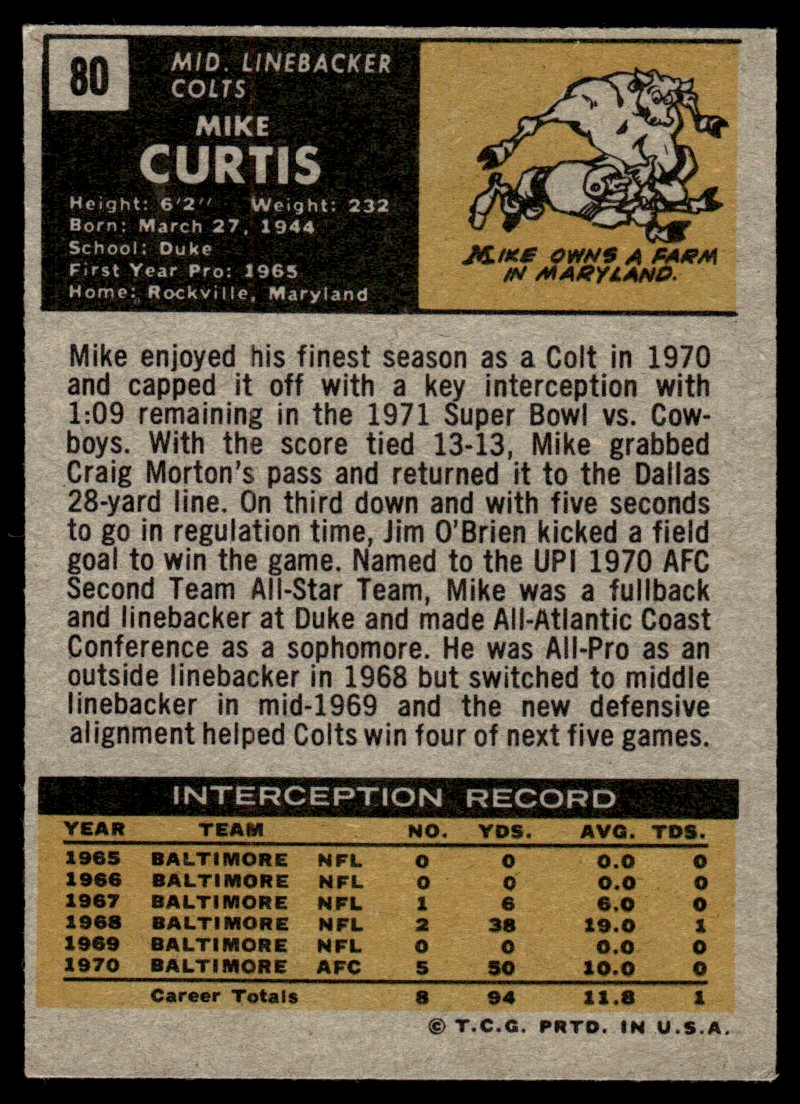 80
MID. LINEBACKER
COLTS
MIKE
CURTIS
Height: 6'2" Weight: 232
Born: March 27, 1944
School: Duke
First Year Pro: 1965
Home: Rockville, Maryland
MIKE OWNS A FARM
IN MARYLAND.
Mike enjoyed his finest season as a Colt in 1970
and capped it off with a key interception with
1:09 remaining in the 1971 Super Bowl vs. Cow-
boys. With the score tied 13-13, Mike grabbed
Craig Morton's pass and returned it to the Dallas
28-yard line. On third down and with five seconds
to go in regulation time, Jim O'Brien kicked a field
goal to win the game. Named to the UPI 1970 AFC
Second Team All-Star Team, Mike was a fullback
and linebacker at Duke and made All-Atlantic Coast
Conference as a sophomore. He was All-Pro as an
outside linebacker in 1968 but switched to middle
linebacker in mid-1969 and the new defensive
alignment helped Colts win four of next five games.
INTERCEPTION RECORD
YEAR TEAM NO. YDS. AVG. TDS.
1965 BALTIMORE NFL 0 0 0.0 0
1966 BALTIMORE NFL 0 0 0.0 0
1967 BALTIMORE NFL 1 6 6.0 0
1968 BALTIMORE NFL 2 38 19.0 1
1969 BALTIMORE NFL 0 0 0.0 0
1970 BALTIMORE AFC 5 50 10.0 0
Career Totals 8 94 11.8 1
© T.C.G. PRTD. IN U.S.A.